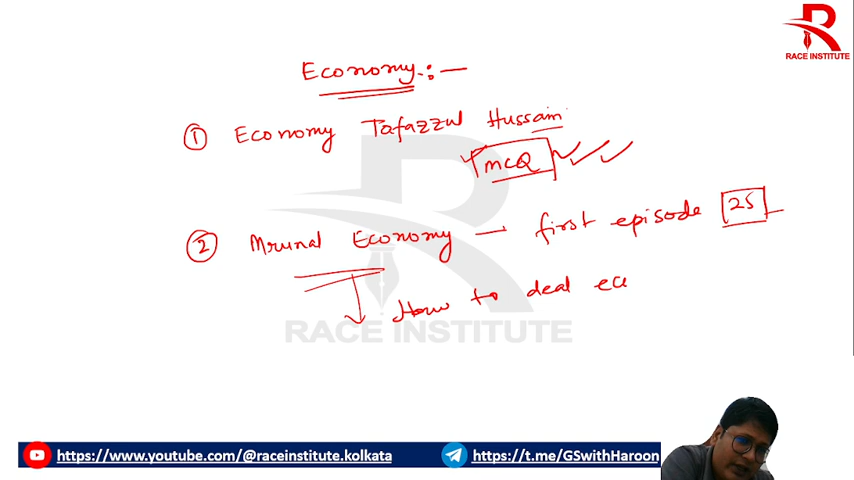 RACE INSTITUTE
Economy :-
① Economy Tafazzul Hussain
MCQ
② Mrunal Economy - first episode 25
How to deal eco
RACE INSTITUTE
https://www.youtube.com/@raceinstitute.kolkata
https://t.me/GSwithHaroon